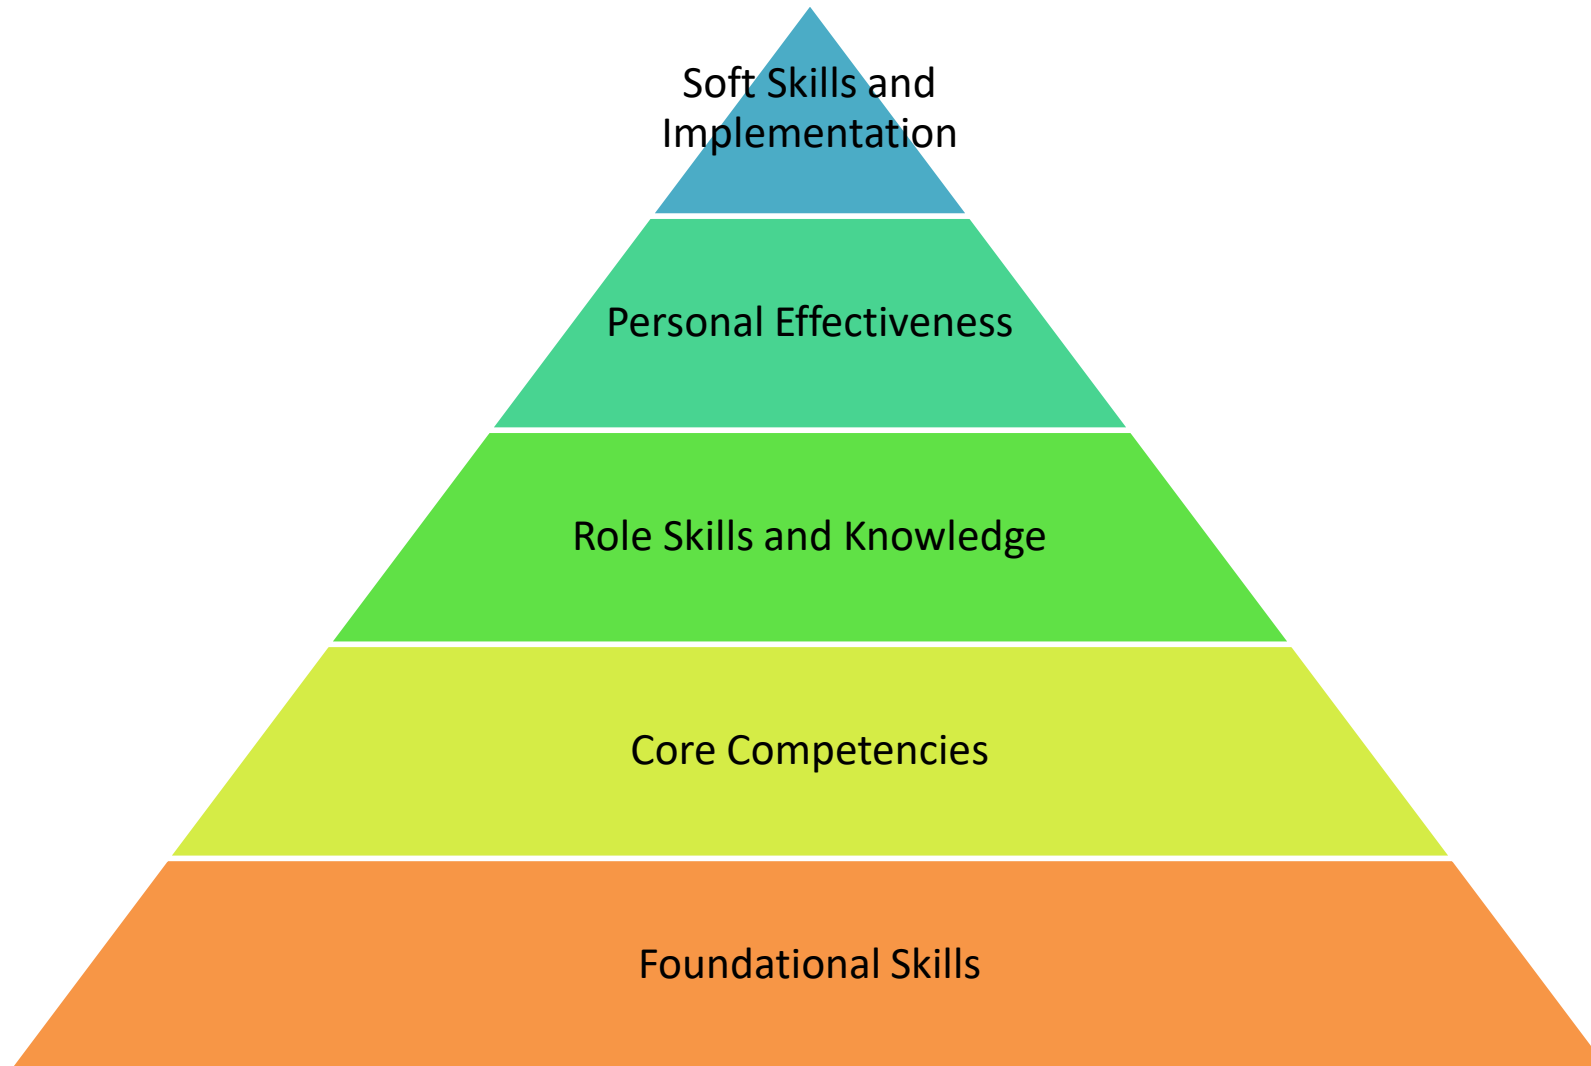 Soft Skills and
Implementation
Personal Effectiveness
Role Skills and Knowledge
Core Competencies
Foundational Skills